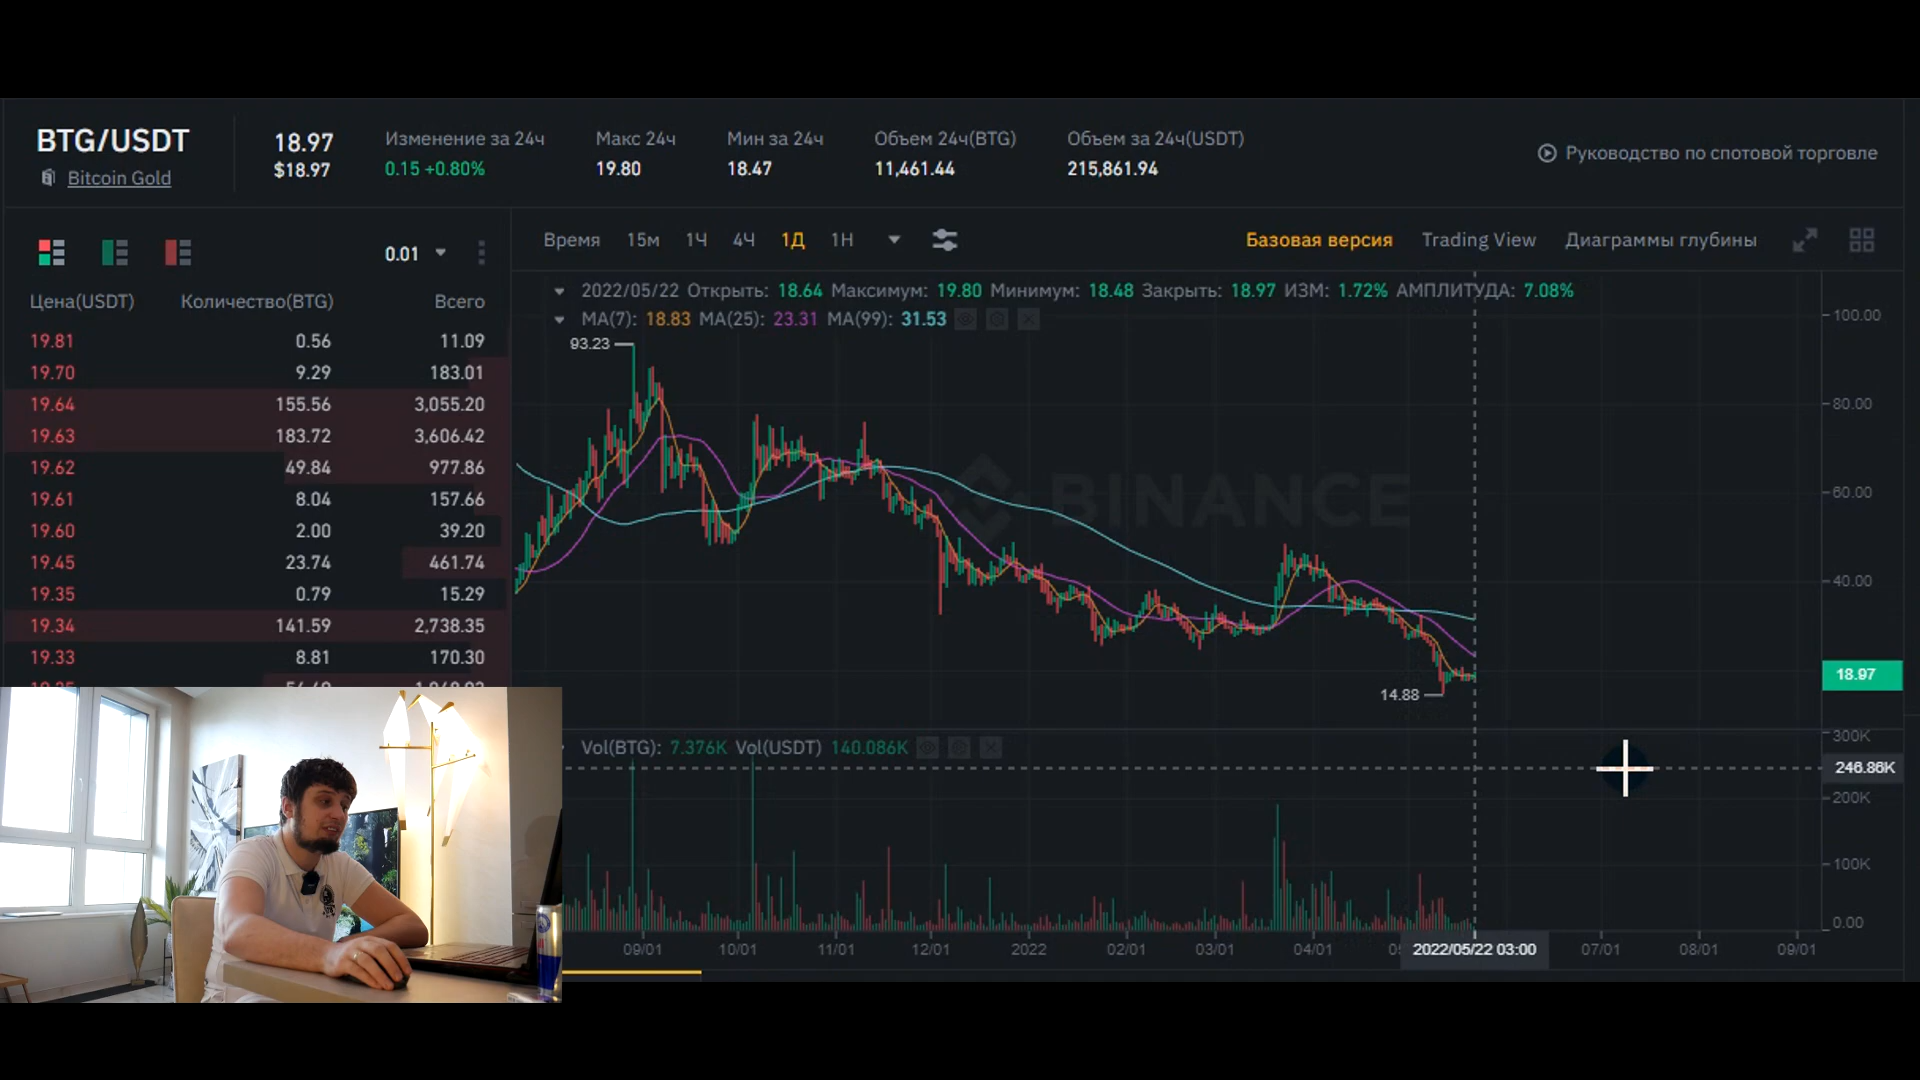 BTG/USDT
Bitcoin Gold
18.97
$18.97
Изменение за 24ч
0.15 +0.80%
Макс 24ч
19.80
Мин за 24ч
18.47
Объем 24ч(BTG)
11,461.44
Объем за 24ч(USDT)
215,861.94
Руководство по спотовой торговле
0.01
Время 15м 1Ч 4Ч 1Д 1Н
Базовая версия Trading View Диаграммы глубины
Цена(USDT) Количество(BTG) Всего
19.81 0.56 11.09
19.70 9.29 183.01
19.64 155.56 3,055.20
19.63 183.72 3,606.42
19.62 49.84 977.86
19.61 8.04 157.66
19.60 2.00 39.20
19.45 23.74 461.74
19.35 0.79 15.29
19.34 141.59 2,738.35
19.33 8.81 170.30
2022/05/22 Открыть: 18.64 Максимум: 19.80 Минимум: 18.48 Закрыть: 18.97 ИЗМ: 1.72% АМПЛИТУДА: 7.08%
MA(7): 18.83 MA(25): 23.31 MA(99): 31.53
93.23
BINANCE
14.88
100.00
80.00
60.00
40.00
18.97
Vol(BTG): 7.376K Vol(USDT) 140.086K
300K
246.86K
200K
100K
0.00
09/01 10/01 11/01 12/01 2022 02/01 03/01 04/01 2022/05/22 03:00 07/01 08/01 09/01